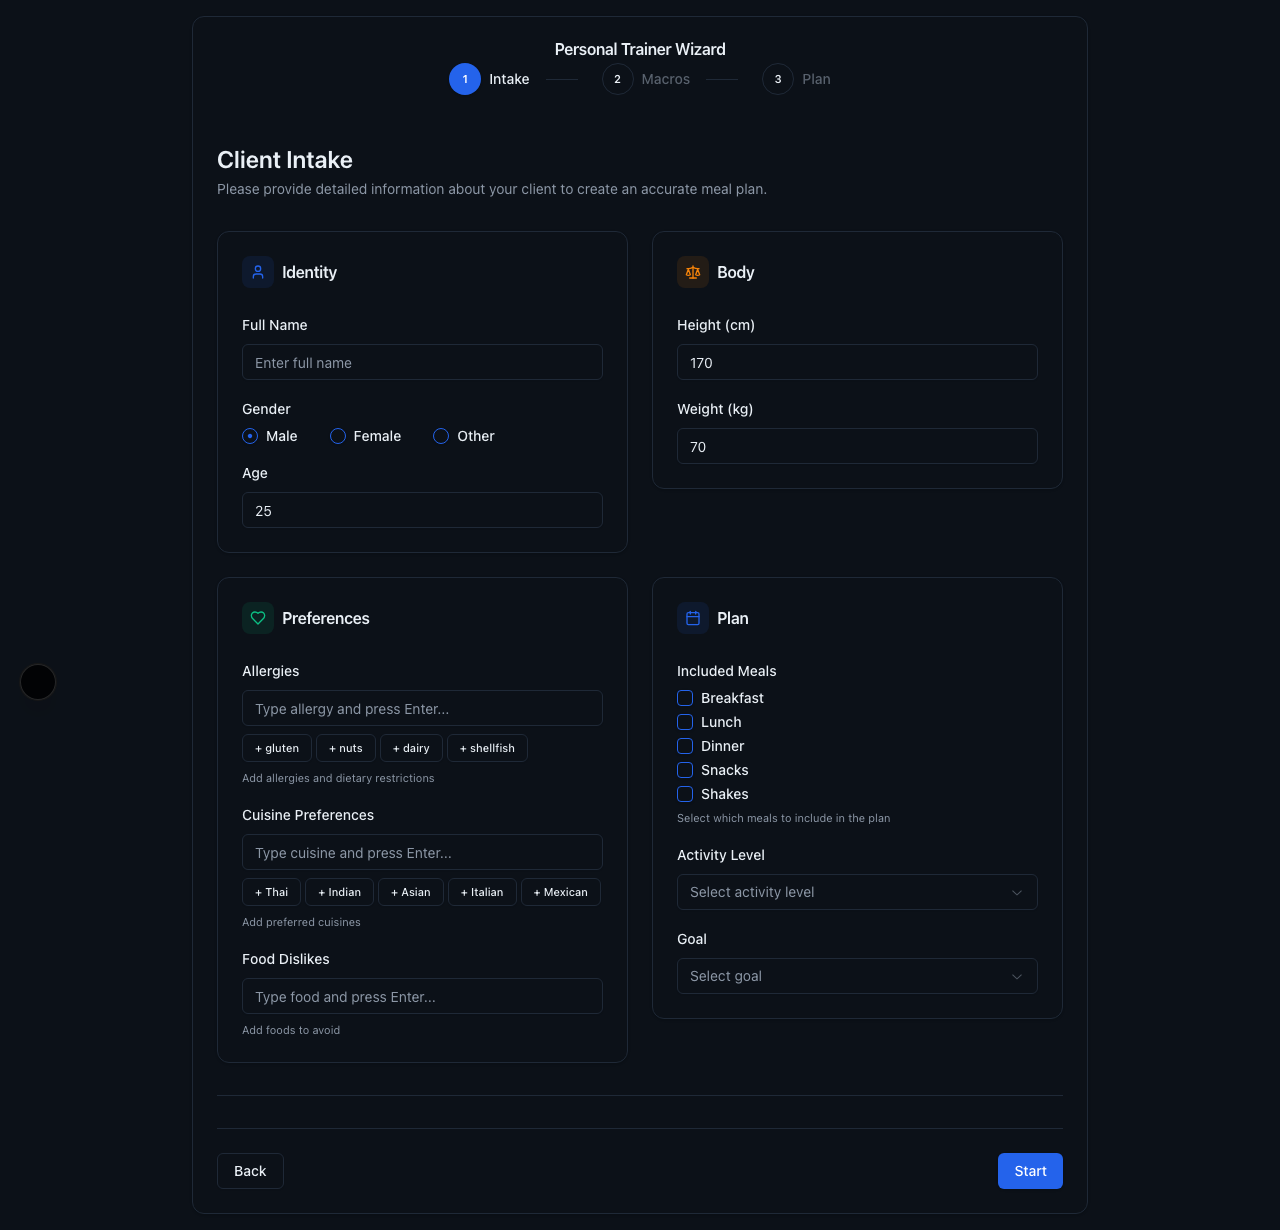 Personal Trainer Wizard
1 Intake 2 Macros 3 Plan
Client Intake
Please provide detailed information about your client to create an accurate meal plan.
Identity
Full Name
Enter full name
Gender
Male Female Other
Age
25
Body
Height (cm)
170
Weight (kg)
70
Preferences
Allergies
Type allergy and press Enter...
+ gluten + nuts + dairy + shellfish
Add allergies and dietary restrictions
Cuisine Preferences
Type cuisine and press Enter...
+ Thai + Indian + Asian + Italian + Mexican
Add preferred cuisines
Food Dislikes
Type food and press Enter...
Add foods to avoid
Plan
Included Meals
Breakfast
Lunch
Dinner
Snacks
Shakes
Select which meals to include in the plan
Activity Level
Select activity level
Goal
Select goal
Back Start